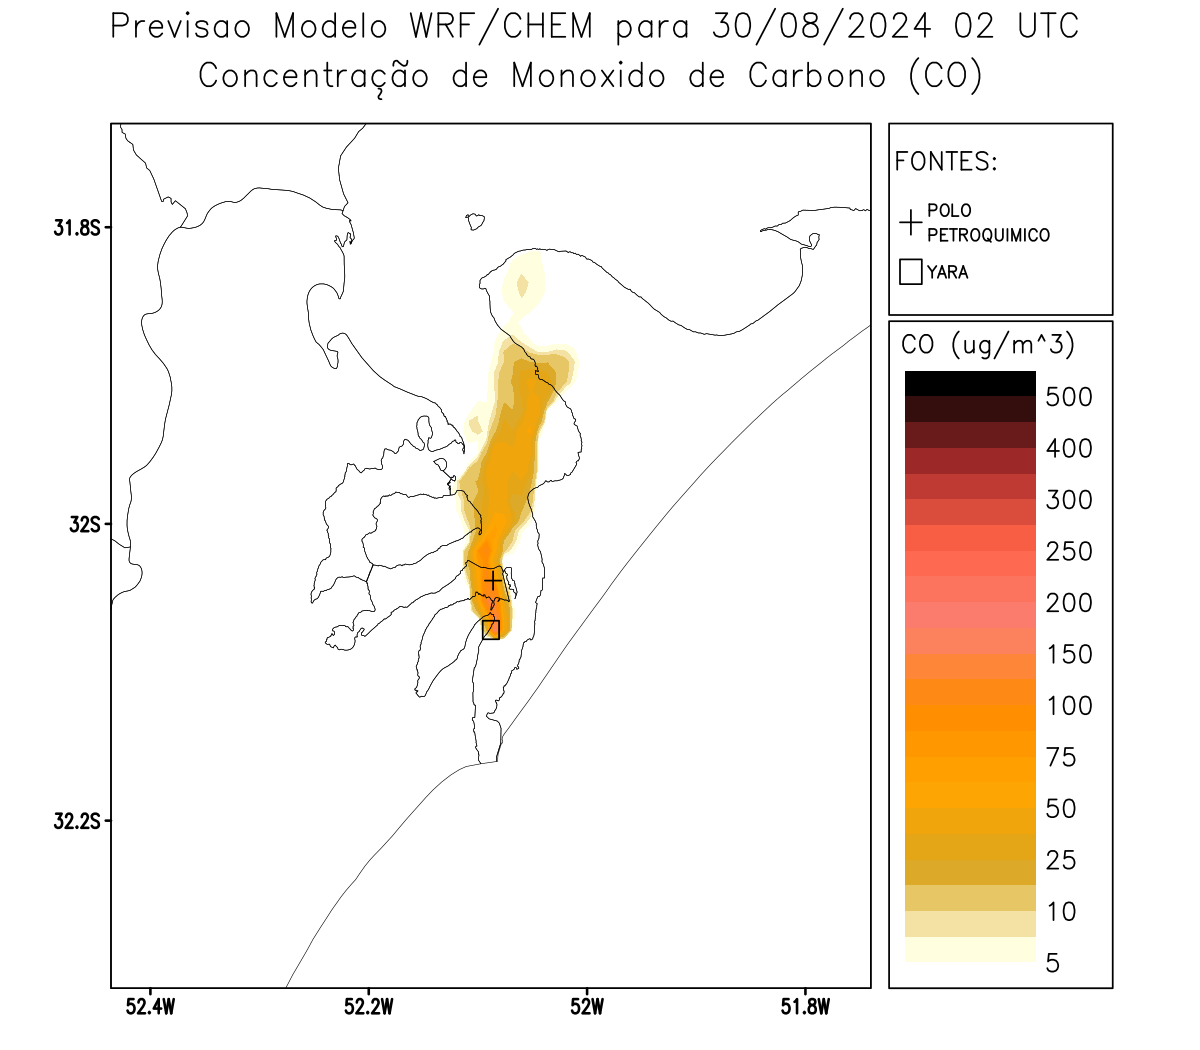 Previsao Modelo WRF/CHEM para 30/08/2024 02 UTC
Concentração de Monoxido de Carbono (CO)
FONTES:
POLO
PETROQUIMICO
YARA
CO (ug/m^3)
500
400
300
250
200
150
100
75
50
25
10
5
31.8S
32S
32.2S
52.4W
52.2W
52W
51.8W